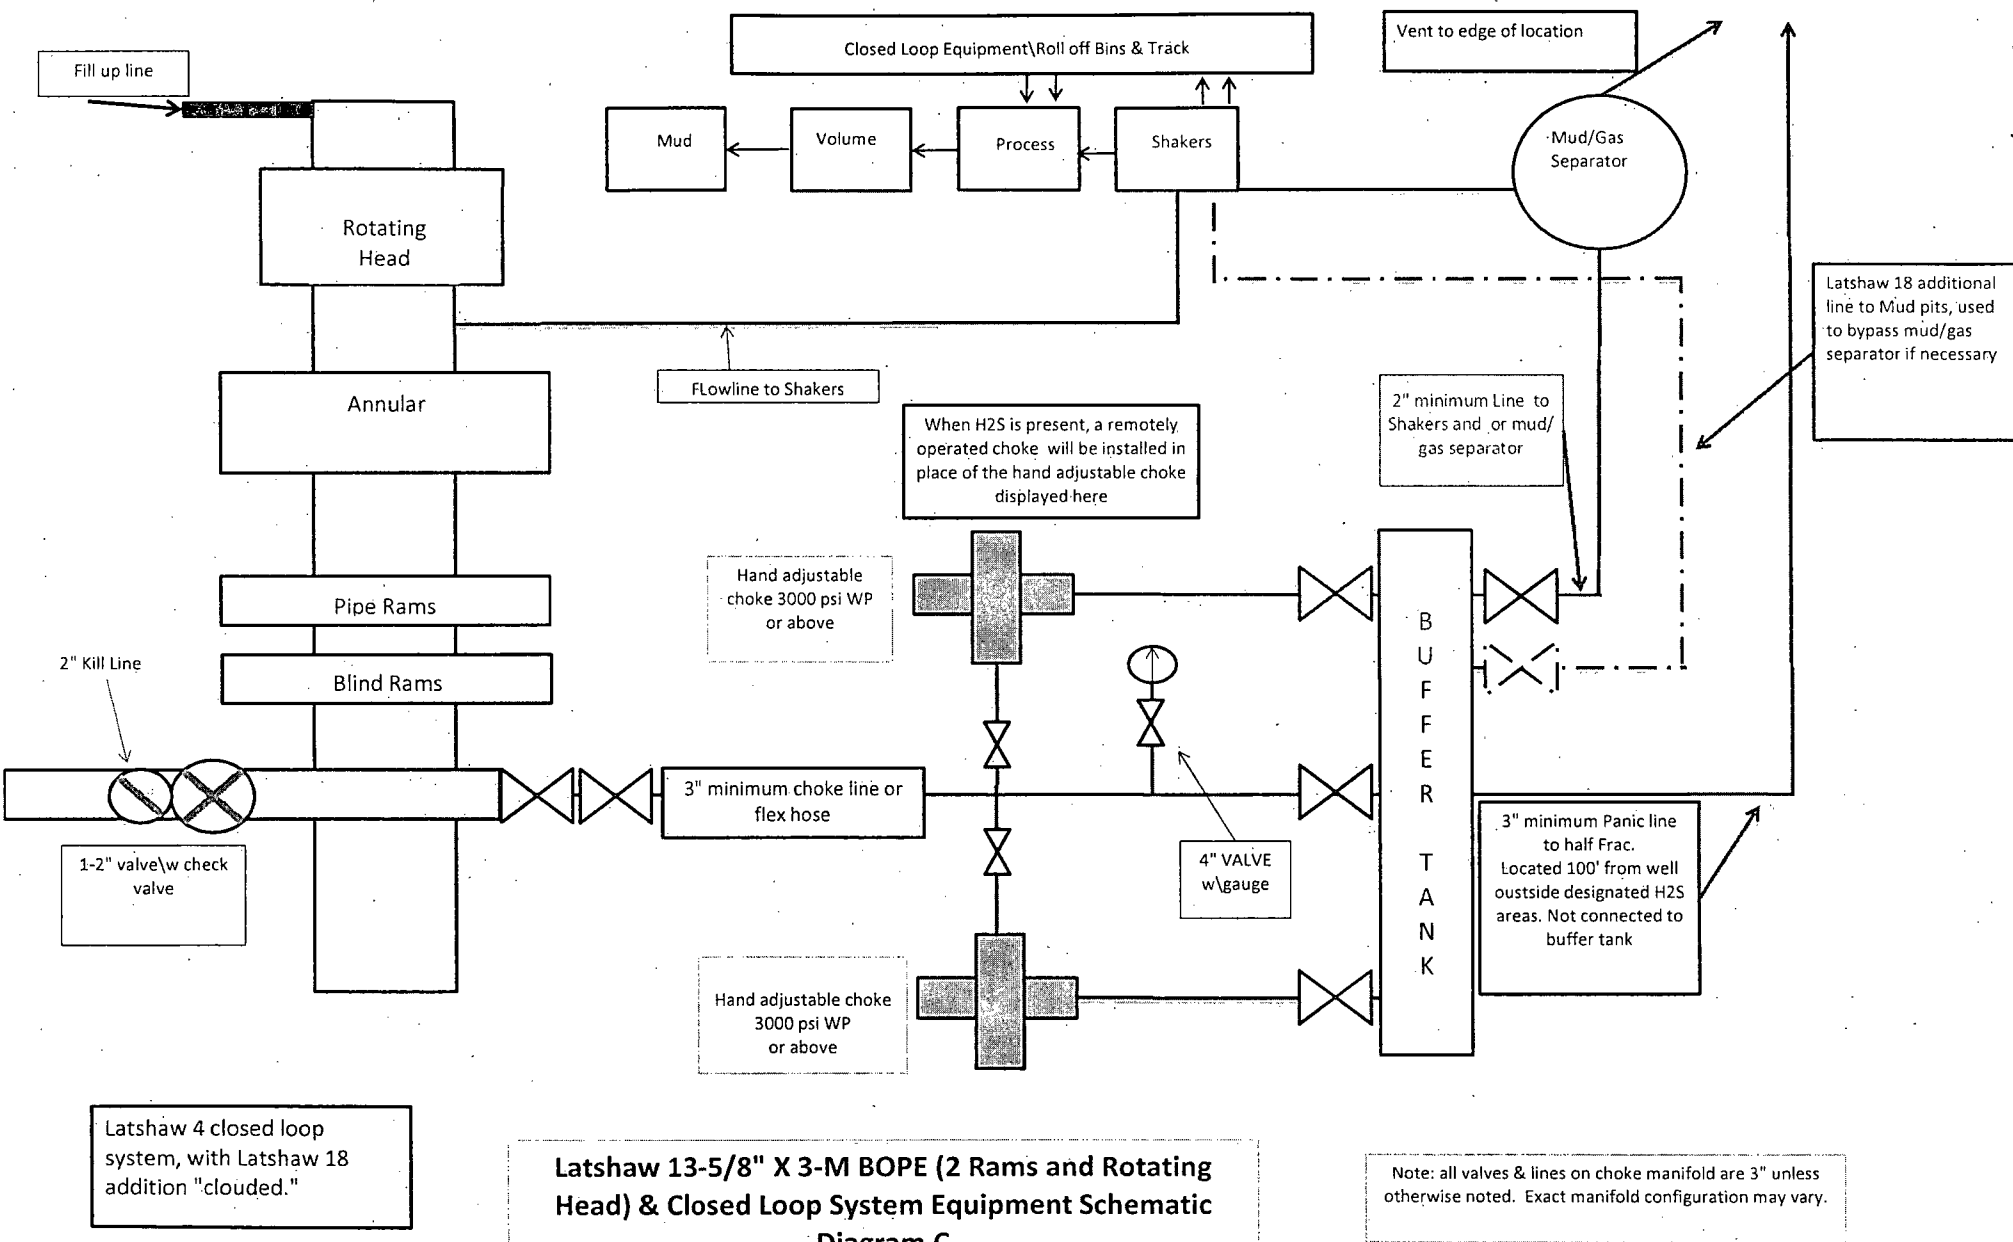 Closed Loop Equipment\Roll off Bins & Track
Vent to edge of location
Fill up line
Mud
Volume
Process
Shakers
Mud/Gas
Separator
Rotating
Head
Latshaw 18 additional
line to Mud pits, used
to bypass mud/gas
separator if necessary
FLowline to Shakers
Annular
2" minimum Line to
Shakers and or mud/
gas separator
When H2S is present, a remotely
operated choke will be installed in
place of the hand adjustable choke
displayed here
Hand adjustable
choke 3000 psi WP
or above
Pipe Rams
2" Kill Line
Blind Rams
BUFFER TANK
3" minimum choke line or
flex hose
1-2" valve\w check
valve
4" VALVE
w\gauge
3" minimum Panic line
to half Frac.
Located 100' from well
oustside designated H2S
areas. Not connected to
buffer tank
Hand adjustable choke
3000 psi WP
or above
Latshaw 4 closed loop
system, with Latshaw 18
addition "clouded."
Latshaw 13-5/8" X 3-M BOPE (2 Rams and Rotating
Head) & Closed Loop System Equipment Schematic
Diagram C
Note: all valves & lines on choke manifold are 3" unless
otherwise noted. Exact manifold configuration may vary.